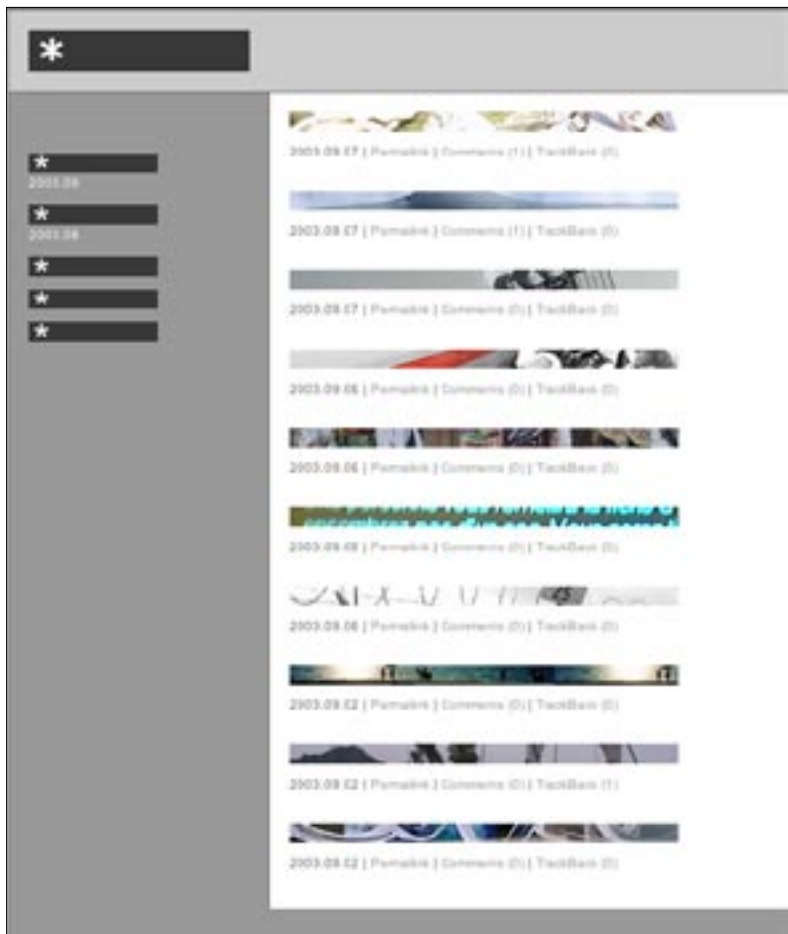 *
*
2003.09
*
2003.08
*
*
*
2003.09.07 | Permalink | Comments (1) | TrackBack (0)
2003.09.07 | Permalink | Comments (1) | TrackBack (0)
2003.09.07 | Permalink | Comments (0) | TrackBack (0)
2003.09.06 | Permalink | Comments (0) | TrackBack (0)
2003.09.06 | Permalink | Comments (0) | TrackBack (0)
2003.09.06 | Permalink | Comments (0) | TrackBack (0)
2003.09.06 | Permalink | Comments (0) | TrackBack (0)
2003.09.02 | Permalink | Comments (0) | TrackBack (0)
2003.09.02 | Permalink | Comments (0) | TrackBack (1)
2003.09.02 | Permalink | Comments (0) | TrackBack (0)